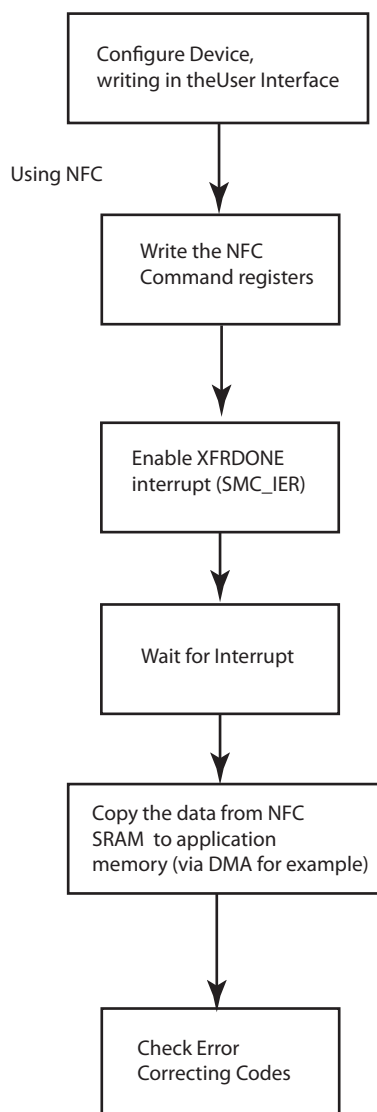 Configure Device,
writing in theUser Interface
Using NFC
Write the NFC
Command registers
Enable XFRDONE
interrupt (SMC_IER)
Wait for Interrupt
Copy the data from NFC
SRAM to application
memory (via DMA for example)
Check Error
Correcting Codes